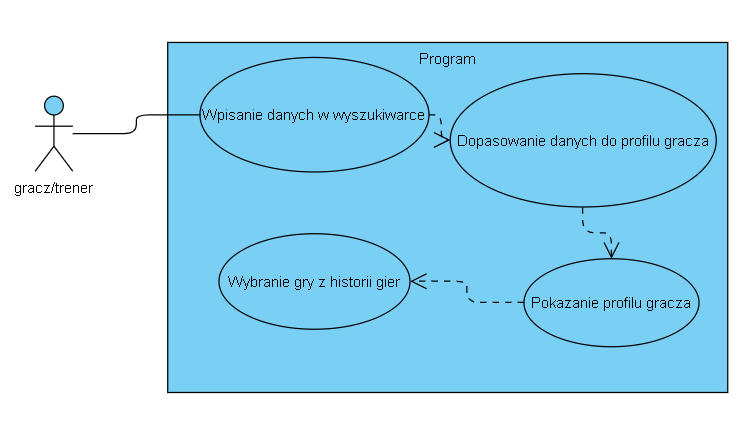 Program
Wpisanie danych w wyszukiwarce
Dopasowanie danych do profilu gracza
gracz/trener
Wybranie gry z historii gier
Pokazanie profilu gracza